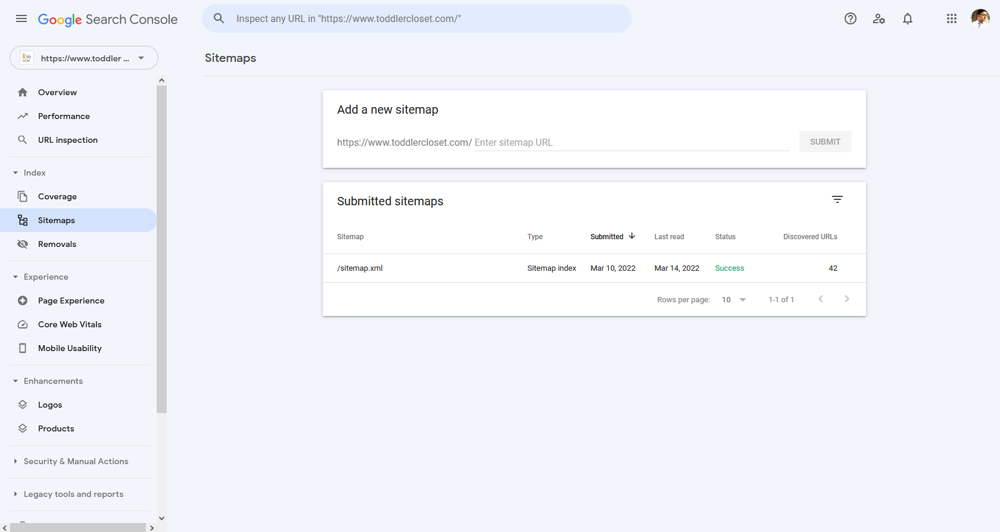 Google Search Console
Inspect any URL in "https://www.toddlercloset.com/"
https://www.toddler ...
Sitemaps
Overview
Performance
URL inspection
Index
Coverage
Sitemaps
Removals
Experience
Page Experience
Core Web Vitals
Mobile Usability
Enhancements
Logos
Products
Security & Manual Actions
Legacy tools and reports
Add a new sitemap
https://www.toddlercloset.com/ Enter sitemap URL
SUBMIT
Submitted sitemaps
Sitemap Type Submitted Last read Status Discovered URLs
/sitemap.xml Sitemap index Mar 10, 2022 Mar 14, 2022 Success 42
Rows per page: 10 1-1 of 1